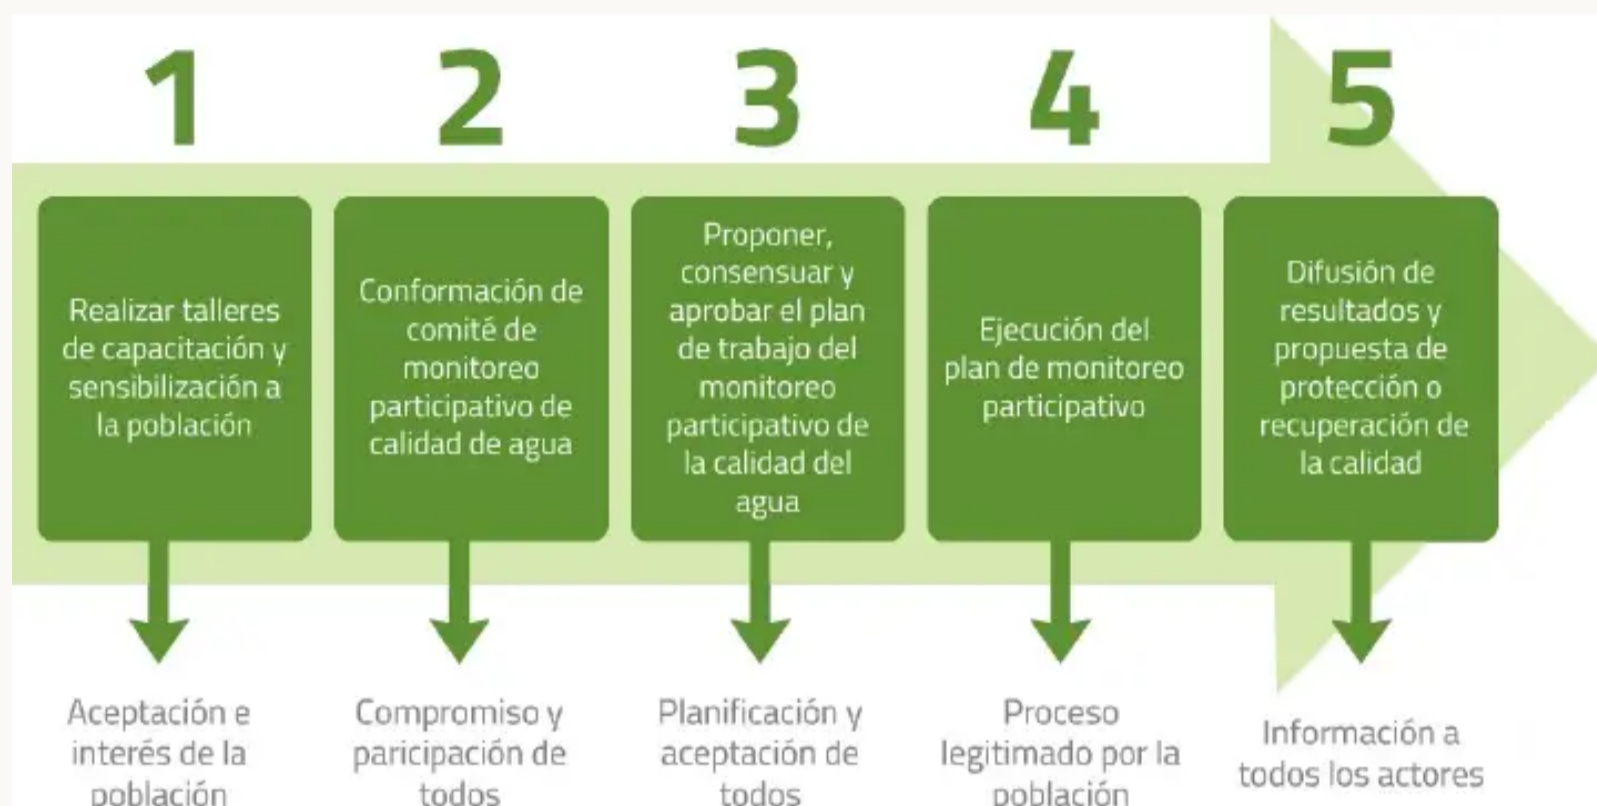 1
2
3
4
5
Realizar talleres
de capacitación y
sensibilización a
la población
Conformación de
comité de
monitoreo
participativo de
calidad de agua
Proponer,
consensuar y
aprobar el plan
de trabajo del
monitoreo
participativo de
la calidad del
agua
Ejecución del
plan de monitoreo
participativo
Difusión de
resultados y
propuesta de
protección o
recuperación de
la calidad
Aceptación e
interés de la
población
Compromiso y
paricipación de
todos
Planificación y
aceptación de
todos
Proceso
legitimado por la
población
Información a
todos los actores